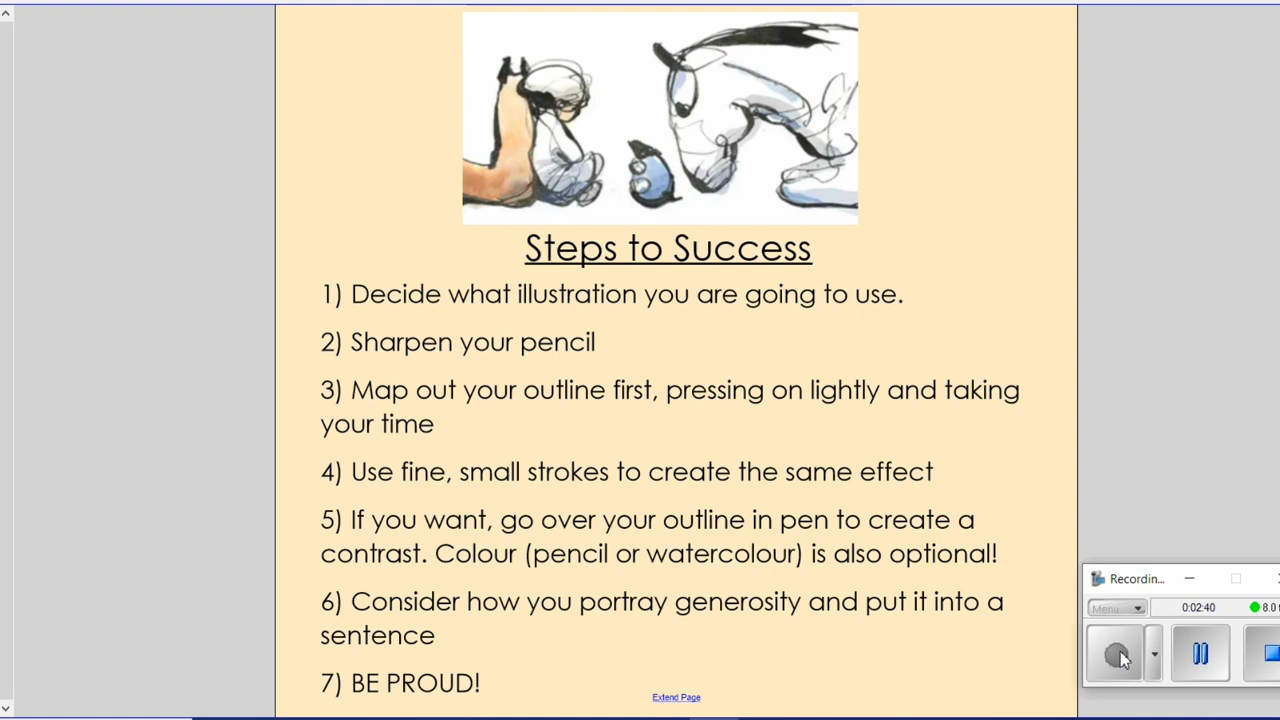 Steps to Success
1) Decide what illustration you are going to use.
2) Sharpen your pencil
3) Map out your outline first, pressing on lightly and taking
your time
4) Use fine, small strokes to create the same effect
5) If you want, go over your outline in pen to create a
contrast. Colour (pencil or watercolour) is also optional!
6) Consider how you portray generosity and put it into a
sentence
7) BE PROUD!
Extend Page
Recordin...
Menu 0:02:40 8.0